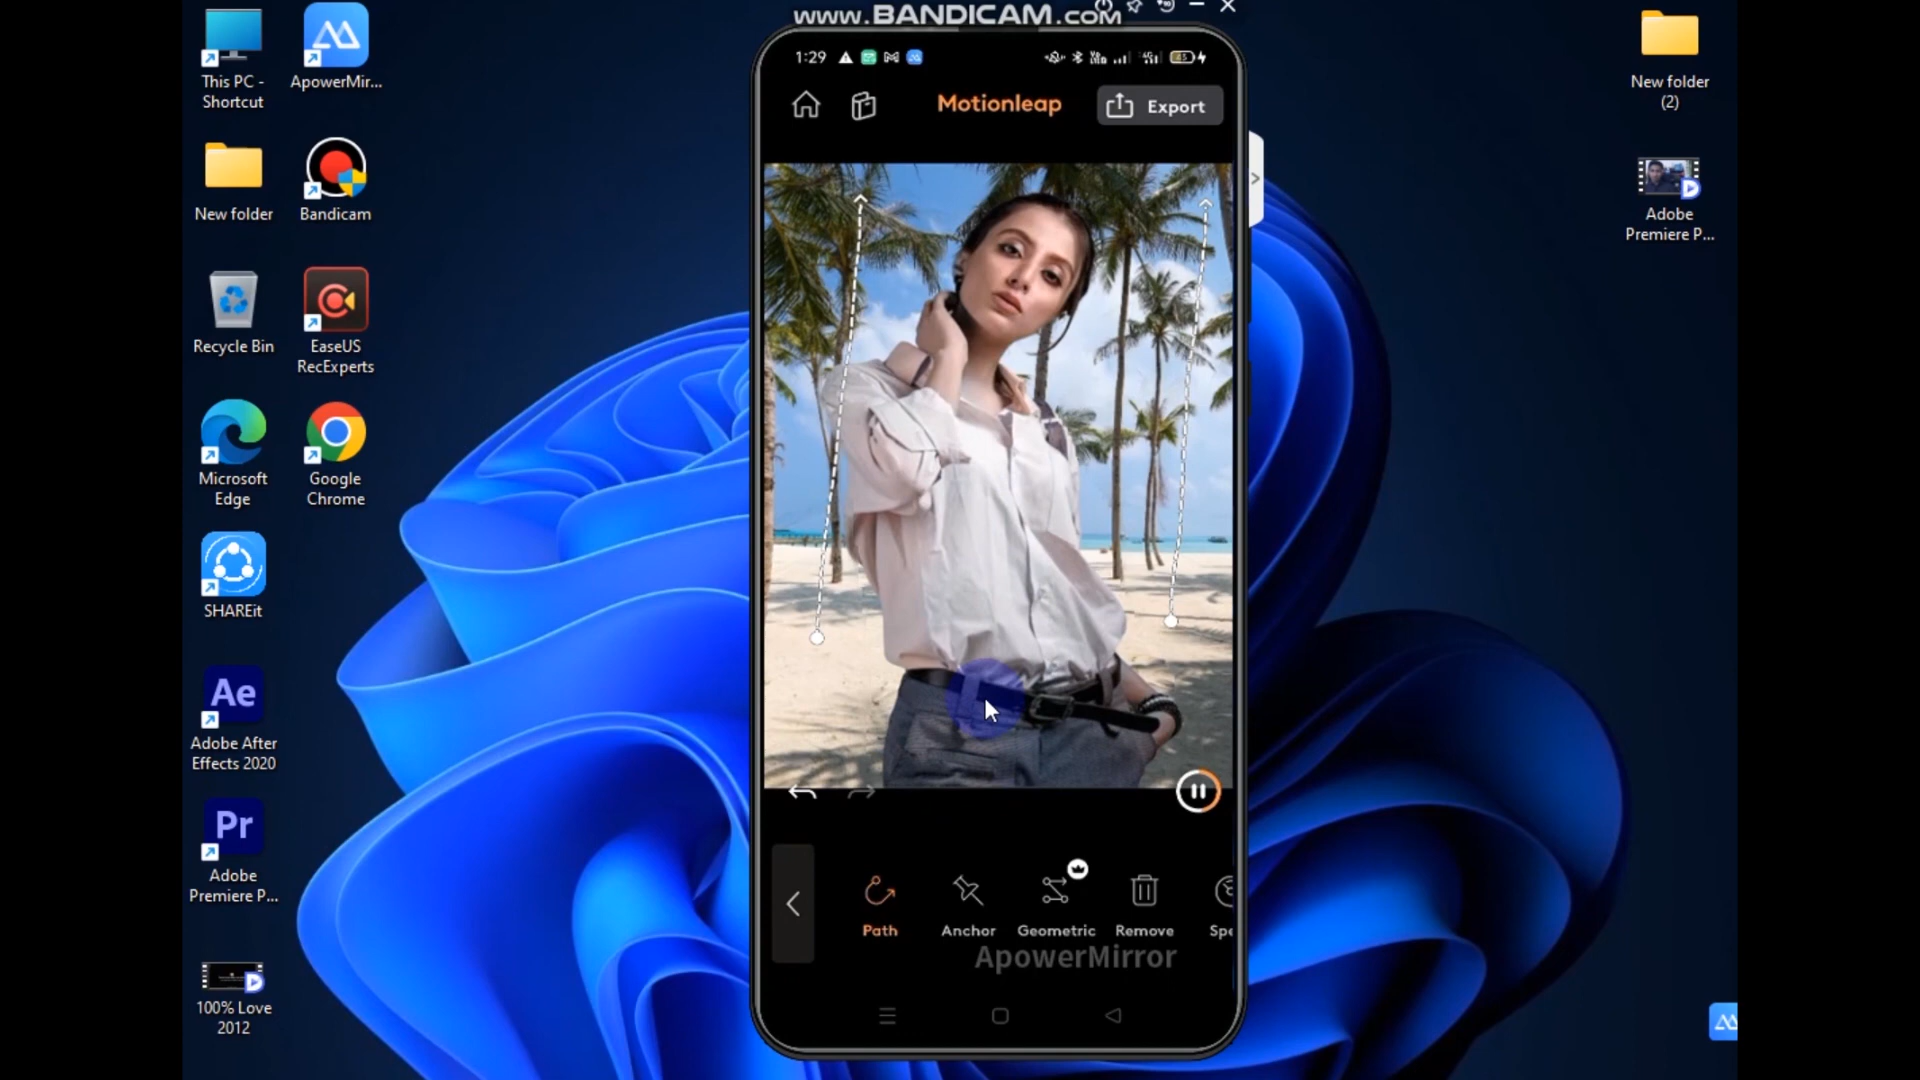 www.BANDICAM.com
This PC -
Shortcut
ApowerMir...
New folder
Bandicam
Recycle Bin
EaseUS
RecExperts
Microsoft
Edge
Google
Chrome
SHAREit
Ae
Adobe After
Effects 2020
Pr
Adobe
Premiere P...
100% Love
2012
1:29
Motionleap
Export
Path
Anchor
Geometric
Remove
Spe
ApowerMirror
New folder
(2)
Adobe
Premiere P...